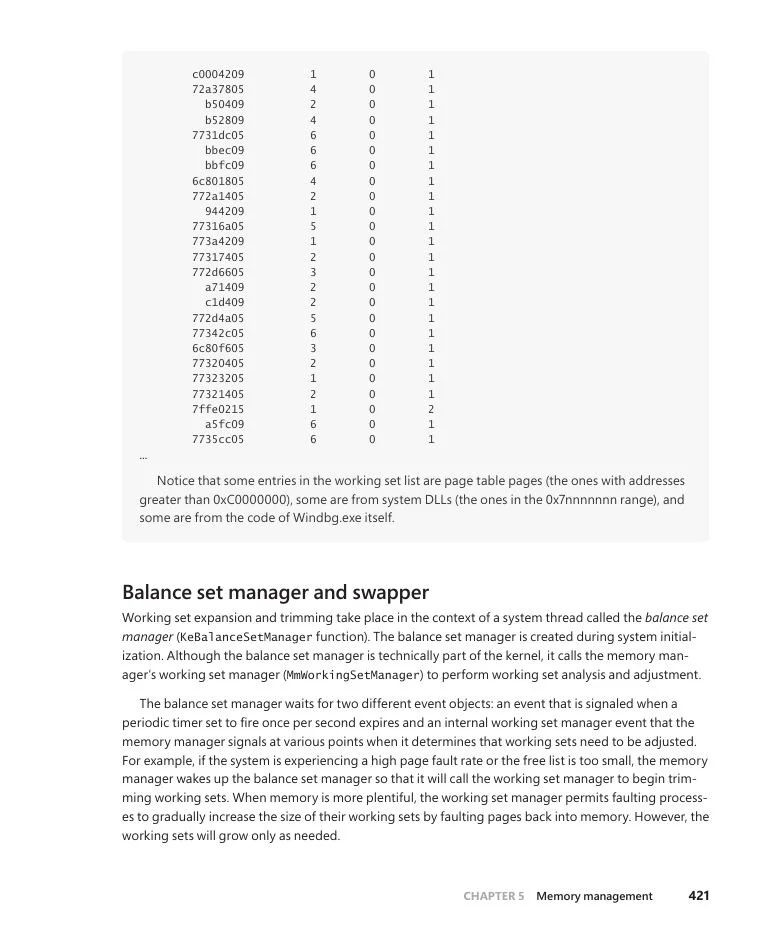 c0004209 1 0 1
72a37805 4 0 1
b50409 2 0 1
b52809 4 0 1
7731dc05 6 0 1
bbec09 6 0 1
bbfc09 6 0 1
6c801805 4 0 1
772a1405 2 0 1
944209 1 0 1
77316a05 5 0 1
773a4209 1 0 1
77317405 2 0 1
772d6605 3 0 1
a71409 2 0 1
c1d409 2 0 1
772d4a05 5 0 1
77342c05 6 0 1
6c80f605 3 0 1
77320405 2 0 1
77323205 1 0 1
77321405 2 0 1
7ffe0215 1 0 2
a5fc09 6 0 1
7735cc05 6 0 1
…
Notice that some entries in the working set list are page table pages (the ones with addresses
greater than 0xC0000000), some are from system DLLs (the ones in the 0x7nnnnnnn range), and
some are from the code of Windbg.exe itself.
Balance set manager and swapper
Working set expansion and trimming take place in the context of a system thread called the balance set
manager (KeBalanceSetManager function). The balance set manager is created during system initial-
ization. Although the balance set manager is technically part of the kernel, it calls the memory man-
ager’s working set manager (MmWorkingSetManager) to perform working set analysis and adjustment.
The balance set manager waits for two different event objects: an event that is signaled when a
periodic timer set to fire once per second expires and an internal working set manager event that the
memory manager signals at various points when it determines that working sets need to be adjusted.
For example, if the system is experiencing a high page fault rate or the free list is too small, the memory
manager wakes up the balance set manager so that it will call the working set manager to begin trim-
ming working sets. When memory is more plentiful, the working set manager permits faulting process-
es to gradually increase the size of their working sets by faulting pages back into memory. However, the
working sets will grow only as needed.
CHAPTER 5 Memory management 421